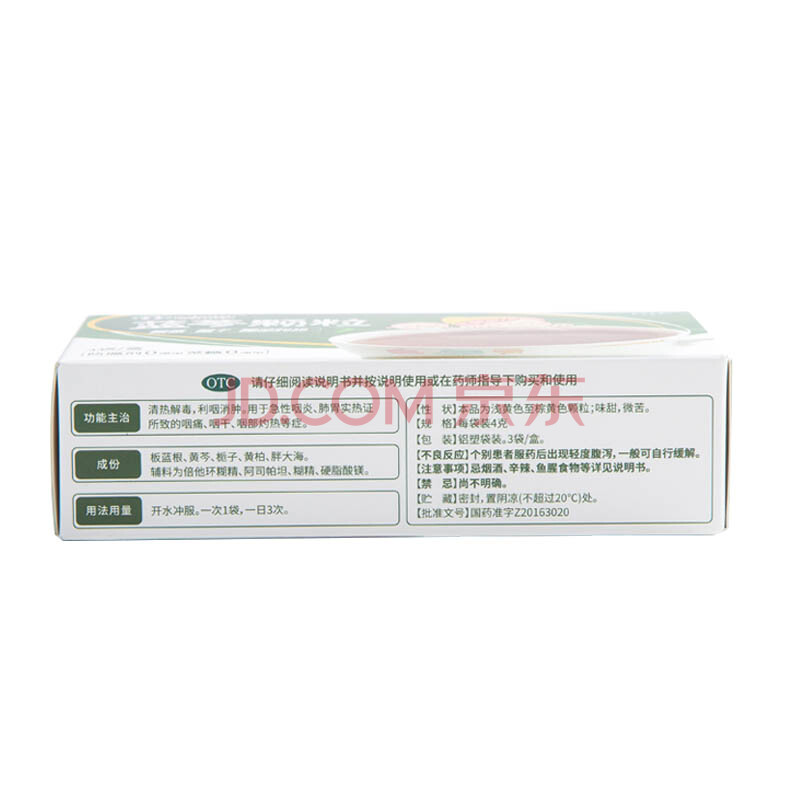 OTC 请仔细阅读说明书并按说明使用或在药师指导下购买和使用
功能主治
清热解毒，利咽消肿。用于急性咽炎、肺胃实热证
所致的咽痛、咽干、咽部灼热等症。
成份
板蓝根、黄芩、栀子、黄柏、胖大海。
辅料为倍他环糊精、阿司帕坦、糊精、硬脂酸镁。
用法用量
开水冲服。一次1袋，一日3次。
【性 状】本品为浅黄色至棕黄色颗粒；味甜，微苦。
【规 格】每袋装4克。
【包 装】铝塑袋装。3袋/盒。
【不良反应】个别患者服药后出现轻度腹泻，一般可自行缓解。
【注意事项】忌烟酒、辛辣、鱼腥食物等详见说明书。
【禁 忌】尚不明确。
【贮 藏】密封，置阴凉（不超过20℃）处。
【批准文号】国药准字Z20163020
JD.COM 京东